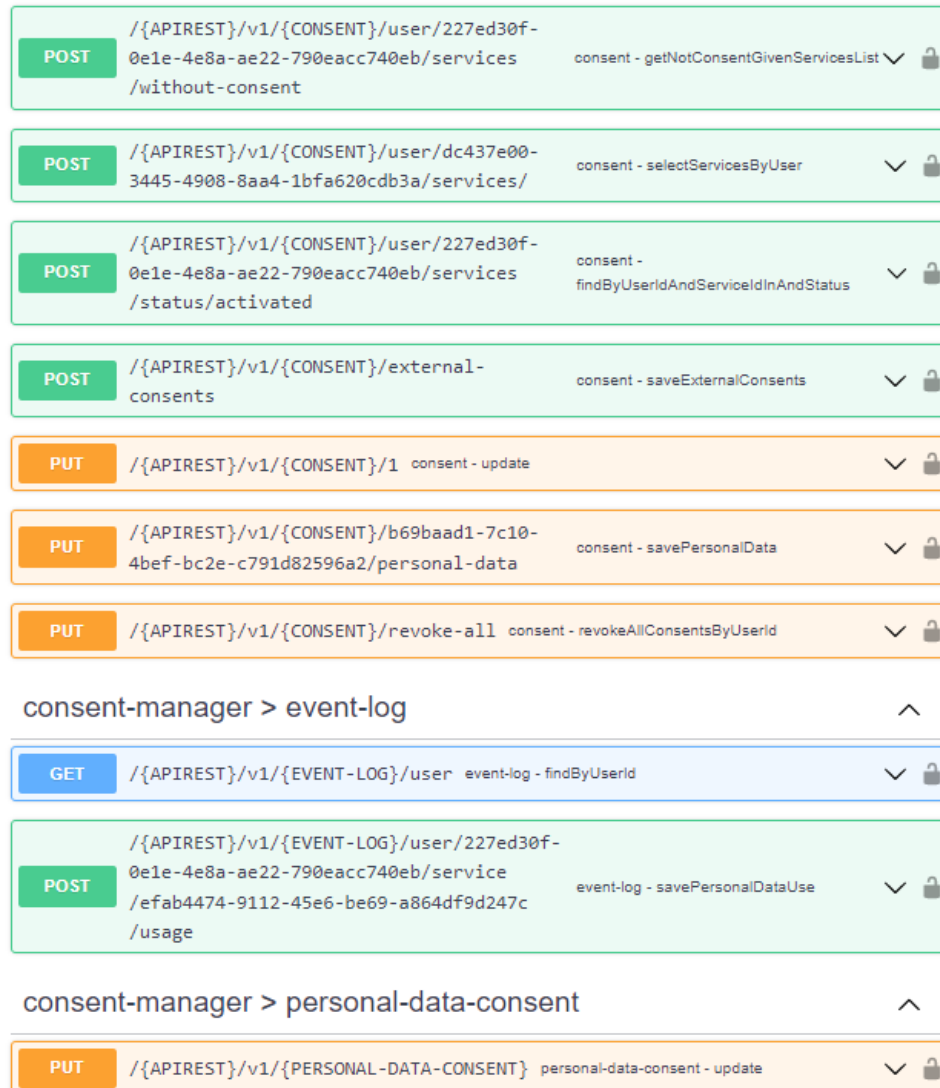 POST
/{APIREST}/v1/{CONSENT}/user/227ed30f-
0e1e-4e8a-ae22-790eacc740eb/services
/without-consent
consent - getNotConsentGivenServicesList
POST
/{APIREST}/v1/{CONSENT}/user/dc437e00-
3445-4908-8aa4-1bfa620cdb3a/services/
consent - selectServicesByUser
POST
/{APIREST}/v1/{CONSENT}/user/227ed30f-
0e1e-4e8a-ae22-790eacc740eb/services
/status/activated
consent -
findByUserIdAndServiceIdInAndStatus
POST
/{APIREST}/v1/{CONSENT}/external-
consents
consent - saveExternalConsents
PUT /{APIREST}/v1/{CONSENT}/1 consent - update
PUT
/{APIREST}/v1/{CONSENT}/b69baad1-7c10-
4bef-bc2e-c791d82596a2/personal-data
consent - savePersonalData
PUT /{APIREST}/v1/{CONSENT}/revoke-all consent - revokeAllConsentsByUserId
consent-manager > event-log
GET /{APIREST}/v1/{EVENT-LOG}/user event-log - findByUserId
POST
/{APIREST}/v1/{EVENT-LOG}/user/227ed30f-
0e1e-4e8a-ae22-790eacc740eb/service
/efab4474-9112-45e6-be69-a864df9d247c
/usage
event-log - savePersonalDataUse
consent-manager > personal-data-consent
PUT /{APIREST}/v1/{PERSONAL-DATA-CONSENT} personal-data-consent - update